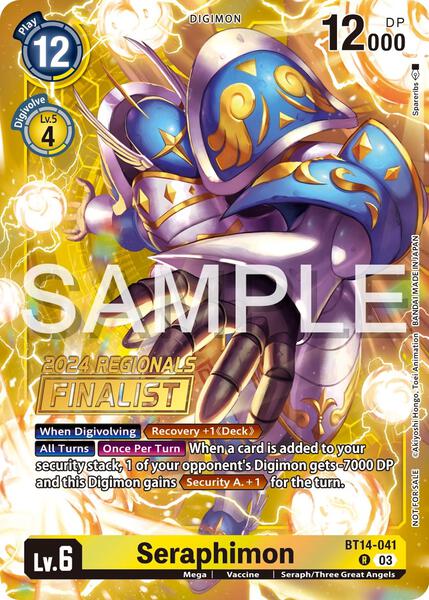 Play
12
DIGIMON
DP
12000
Digivolve
Lv.5
4
Spareribs
SAMPLE
2024 REGIONALS
FINALIST
When Digivolving Recovery +1《Deck》
All Turns Once Per Turn When a card is added to your
security stack, 1 of your opponent's Digimon gets -7000 DP
and this Digimon gains Security A. +1 for the turn.
NOT FOR SALE ©Akiyoshi Hongo, Toei Animation BANDAI MADE IN JAPAN
Lv.6
Seraphimon
BT14-041
R 03
Mega | Vaccine | Seraph/Three Great Angels